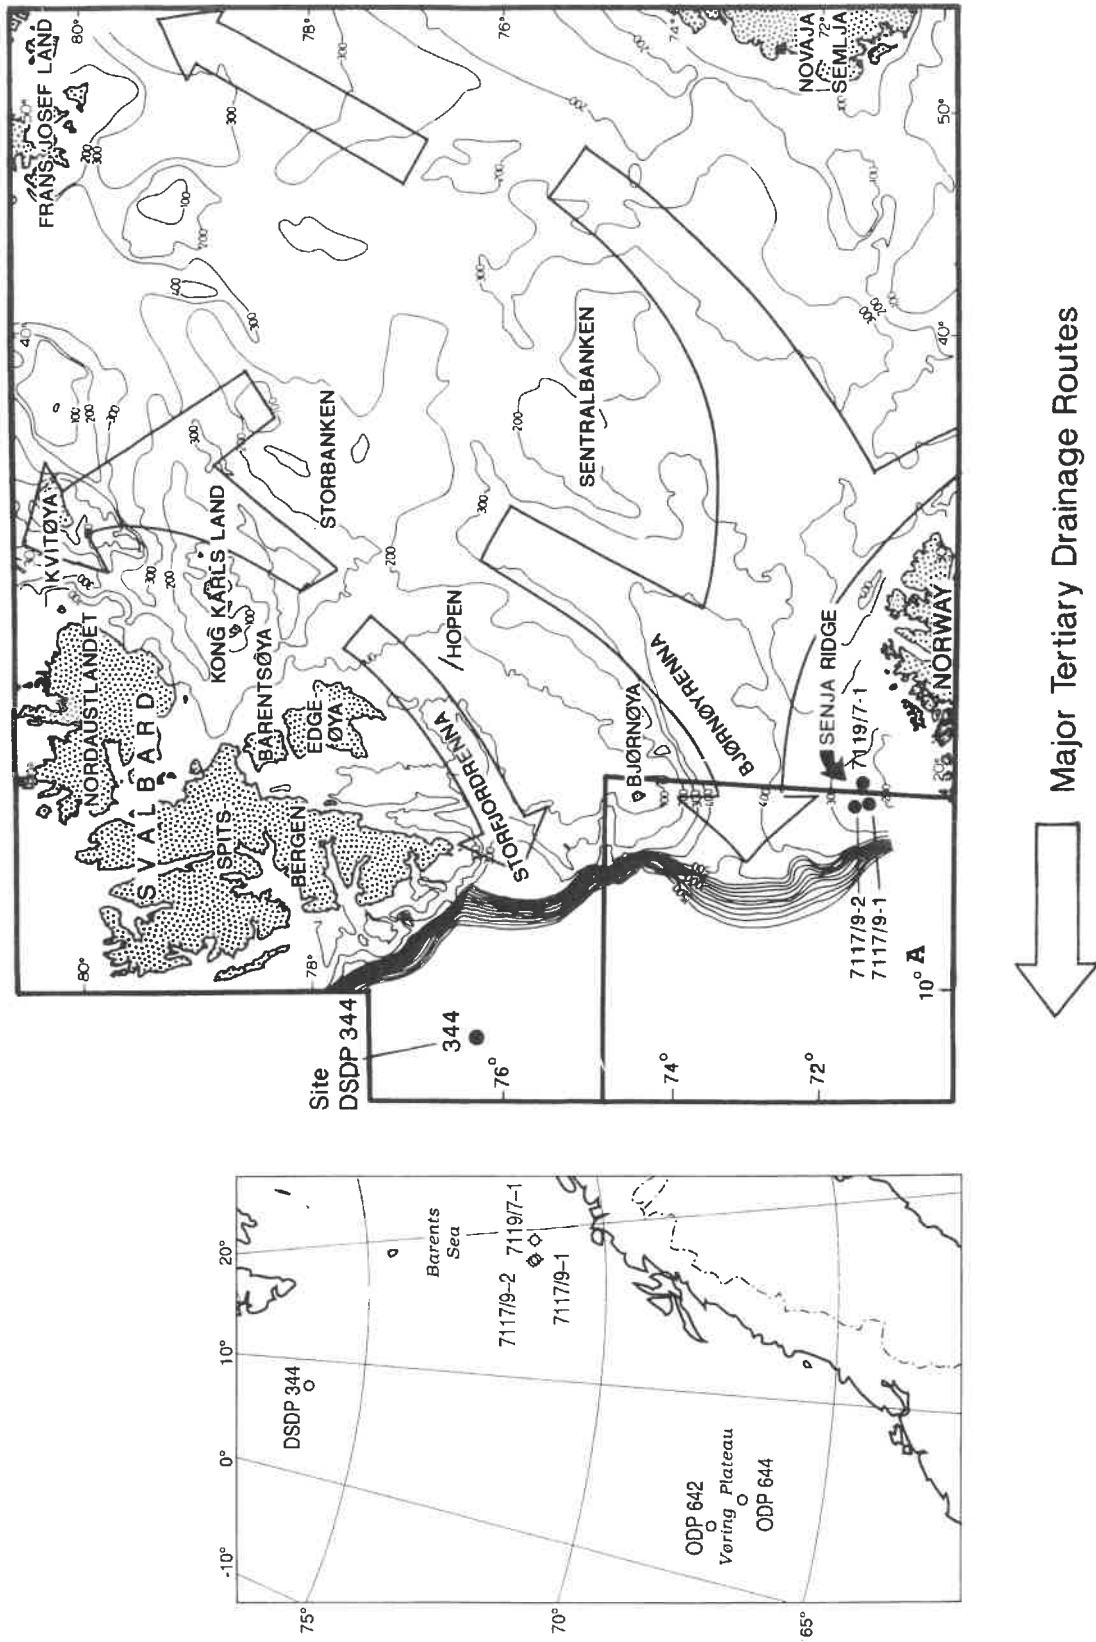 FRANS JOSEF LAND
50°
80°
78°
76°
74°
72°
NOVAJA
SEMLJA
50°
40°
40°
20°
10°
A
100
200
300
400
KVITØYA
NORDAUSTLANDET
SVALBARD
SPITS-
BERGEN
KONG KARLS LAND
BARENTSØYA
EDGE-
ØYA
STORBANKEN
HOPEN
STORFJORDRENNA
SENTRALBANKEN
BJØRNØYA
BJØRNØYRENNA
SENJA RIDGE
NORWAY
7119/7-1
7117/9-2
7117/9-1
80°
78°
Site
DSDP 344
344
76°
74°
72°
Major Tertiary Drainage Routes
-10°
0°
10°
20°
75°
70°
65°
DSDP 344
Barents
Sea
7119/7-1
7117/9-2
7117/9-1
ODP 642
Vøring Plateau
ODP 644